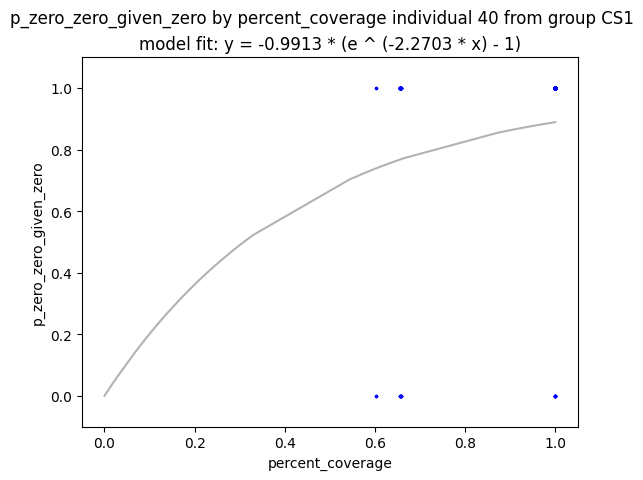 p_zero_zero_given_zero by percent_coverage individual 40 from group CS1
model fit: y = -0.9913 * (e ^ (-2.2703 * x) - 1)
1.0
0.8
0.6
0.4
0.2
0.0
p_zero_zero_given_zero
0.0 0.2 0.4 0.6 0.8 1.0
percent_coverage